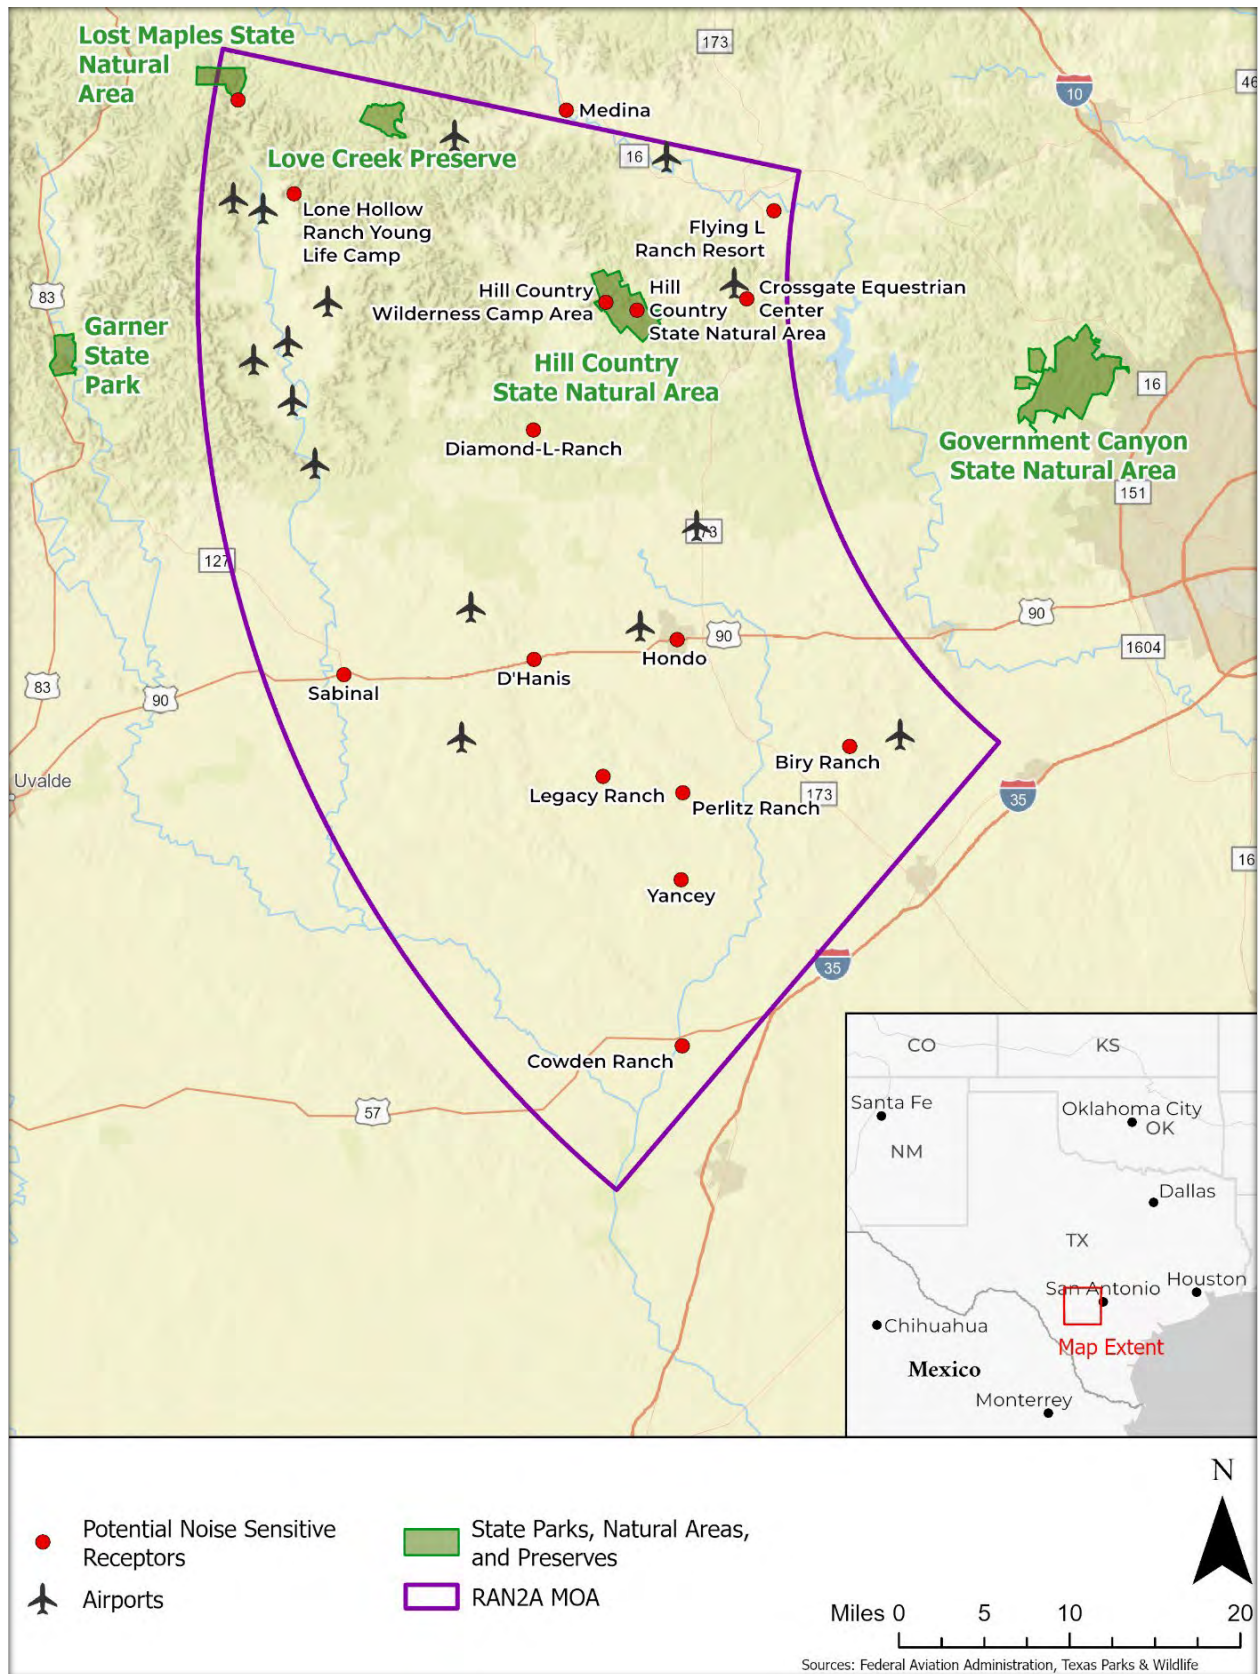 Lost Maples State
Natural
Area
173
10
46
Medina
16
Love Creek Preserve
Lone Hollow
Ranch Young
Life Camp
Flying L
Ranch Resort
83
Hill Country
Wilderness Camp Area
Hill
Country
State Natural Area
Crossgate Equestrian
Center
Garner
State
Park
Hill Country
State Natural Area
16
Diamond-L-Ranch
Government Canyon
State Natural Area
151
173
127
90
90
1604
Hondo
D'Hanis
Sabinal
83
90
Uvalde
Biry Ranch
Legacy Ranch
173
Perlitz Ranch
35
16
Yancey
35
Cowden Ranch
57
CO
KS
Santa Fe
Oklahoma City
OK
NM
Dallas
TX
San Antonio
Houston
Chihuahua
Map Extent
Mexico
Monterrey
N
Potential Noise Sensitive
Receptors
State Parks, Natural Areas,
and Preserves
Airports
RAN2A MOA
Miles 0 5 10 20
Sources: Federal Aviation Administration, Texas Parks & Wildlife